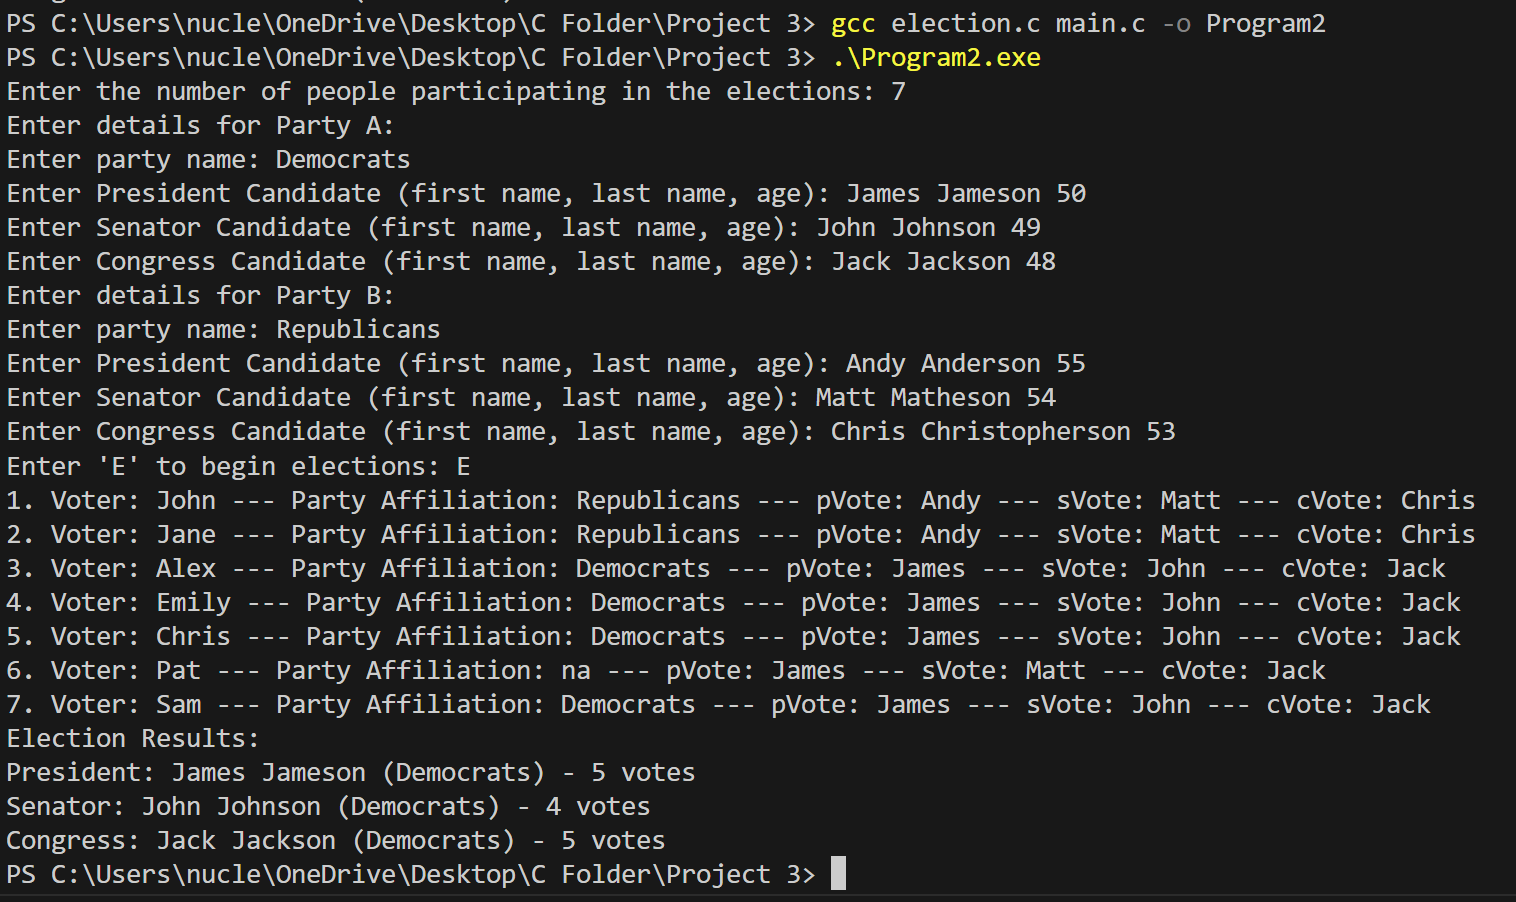 PS C:\Users\nucle\OneDrive\Desktop\C Folder\Project 3> gcc election.c main.c -o Program2
PS C:\Users\nucle\OneDrive\Desktop\C Folder\Project 3> .\Program2.exe
Enter the number of people participating in the elections: 7
Enter details for Party A:
Enter party name: Democrats
Enter President Candidate (first name, last name, age): James Jameson 50
Enter Senator Candidate (first name, last name, age): John Johnson 49
Enter Congress Candidate (first name, last name, age): Jack Jackson 48
Enter details for Party B:
Enter party name: Republicans
Enter President Candidate (first name, last name, age): Andy Anderson 55
Enter Senator Candidate (first name, last name, age): Matt Matheson 54
Enter Congress Candidate (first name, last name, age): Chris Christopherson 53
Enter 'E' to begin elections: E
1. Voter: John --- Party Affiliation: Republicans --- pVote: Andy --- sVote: Matt --- cVote: Chris
2. Voter: Jane --- Party Affiliation: Republicans --- pVote: Andy --- sVote: Matt --- cVote: Chris
3. Voter: Alex --- Party Affiliation: Democrats --- pVote: James --- sVote: John --- cVote: Jack
4. Voter: Emily --- Party Affiliation: Democrats --- pVote: James --- sVote: John --- cVote: Jack
5. Voter: Chris --- Party Affiliation: Democrats --- pVote: James --- sVote: John --- cVote: Jack
6. Voter: Pat --- Party Affiliation: na --- pVote: James --- sVote: Matt --- cVote: Jack
7. Voter: Sam --- Party Affiliation: Democrats --- pVote: James --- sVote: John --- cVote: Jack
Election Results:
President: James Jameson (Democrats) - 5 votes
Senator: John Johnson (Democrats) - 4 votes
Congress: Jack Jackson (Democrats) - 5 votes
PS C:\Users\nucle\OneDrive\Desktop\C Folder\Project 3>